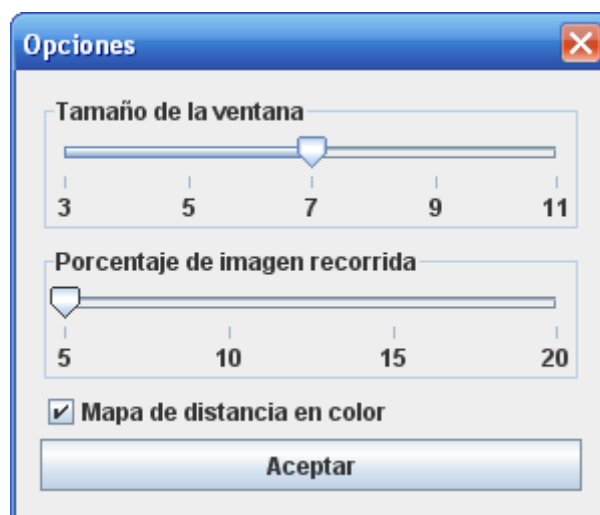 Opciones
Tamaño de la ventana
3 5 7 9 11
Porcentaje de imagen recorrida
5 10 15 20
Mapa de distancia en color
Aceptar